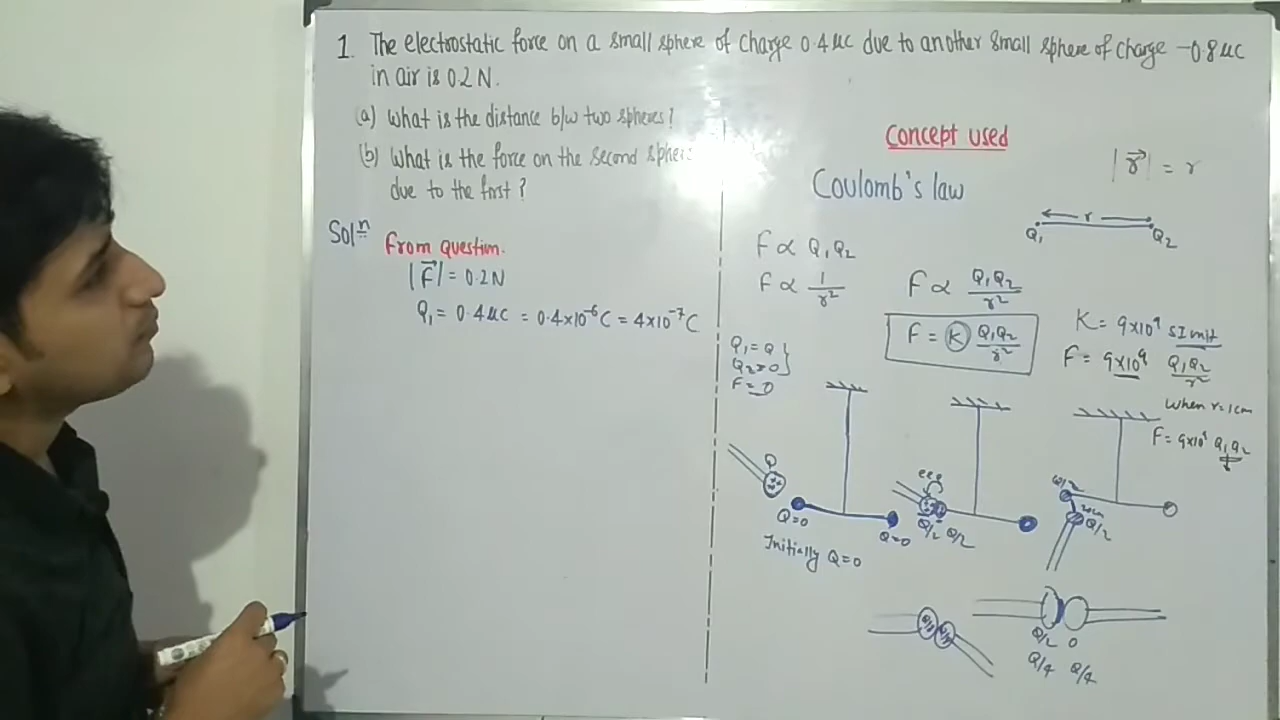 1. The electrostatic force on a small sphere of charge 0.4 μC due to another small sphere of charge -0.8 μC
in air is 0.2 N.
(a) What is the distance b/w two spheres?
(b) What is the force on the second
due to the first?
Solⁿ
From question.
|F⃗| = 0.2 N
Q₁ = 0.4 μC = 0.4×10⁻⁶ C = 4×10⁻⁷ C
Concept used
Coulomb's law
|r⃗| = r
r
Q₁ Q₂
F ∝ Q₁Q₂
F ∝ 1/r²
F ∝ Q₁Q₂/r²
F = K Q₁Q₂/r²
K = 9×10⁹ SI unit
F = 9×10⁹ Q₁Q₂/r²
When r=1cm
F = 9×10⁹ Q₁Q₂
Q₁=Q
F=0
Q
Q=0
Q=0
Initially Q=0
Q/2 Q/2
Q/2
Q/2
Q/2 0
Q/4 Q/4